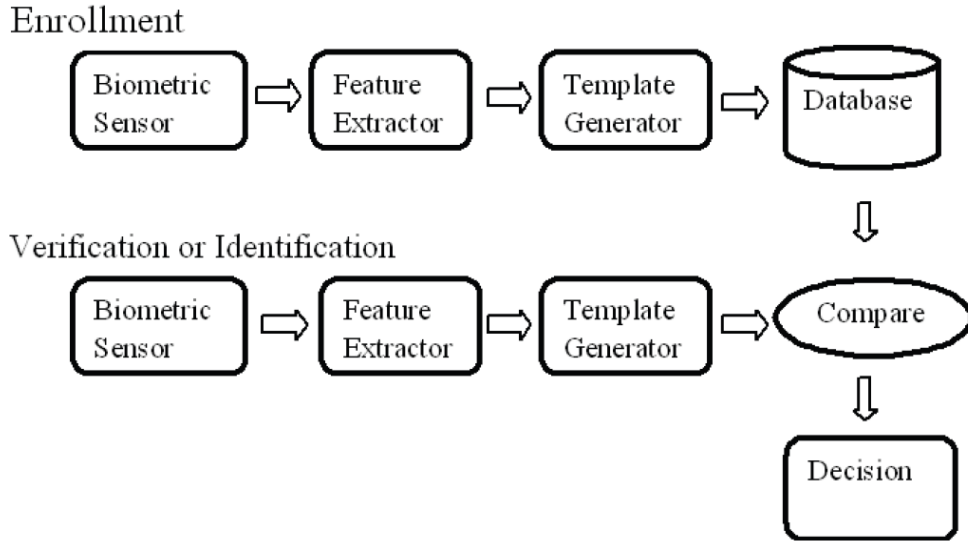 Enrollment
Biometric
Sensor
Feature
Extractor
Template
Generator
Database
Verification or Identification
Biometric
Sensor
Feature
Extractor
Template
Generator
Compare
Decision